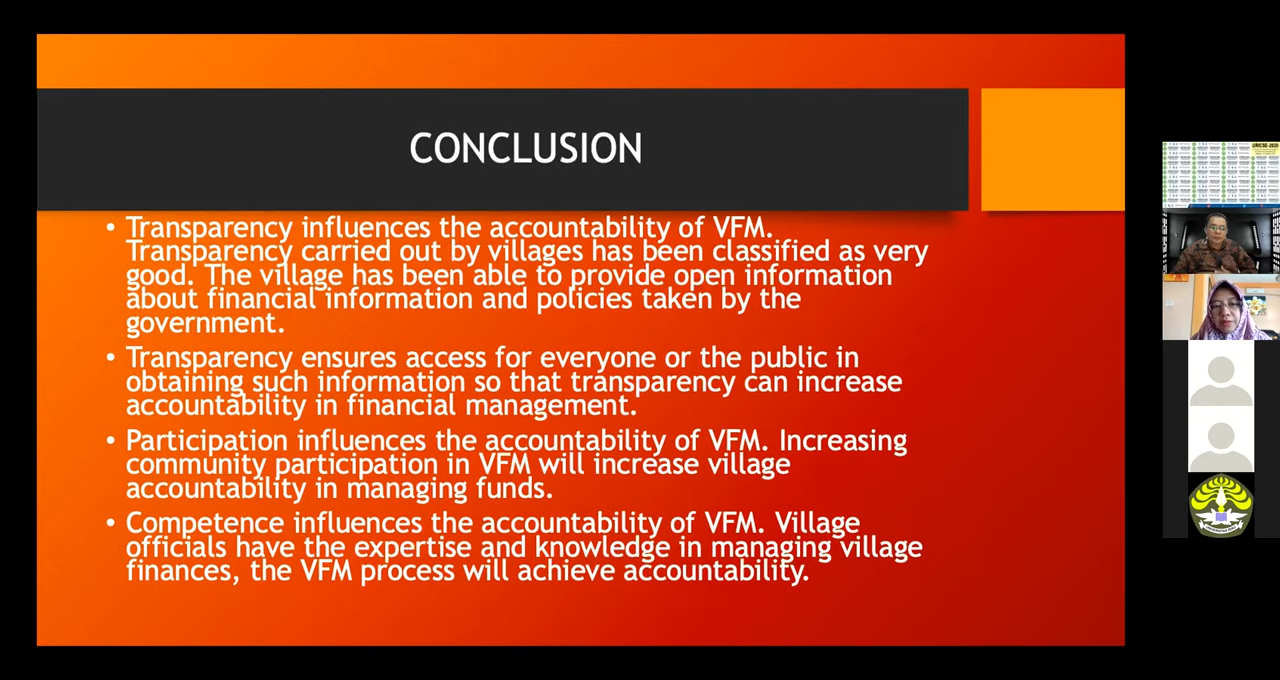 CONCLUSION
• Transparency influences the accountability of VFM.
Transparency carried out by villages has been classified as very
good. The village has been able to provide open information
about financial information and policies taken by the
government.
• Transparency ensures access for everyone or the public in
obtaining such information so that transparency can increase
accountability in financial management.
• Participation influences the accountability of VFM. Increasing
community participation in VFM will increase village
accountability in managing funds.
• Competence influences the accountability of VFM. Village
officials have the expertise and knowledge in managing village
finances, the VFM process will achieve accountability.
URICSE-2020